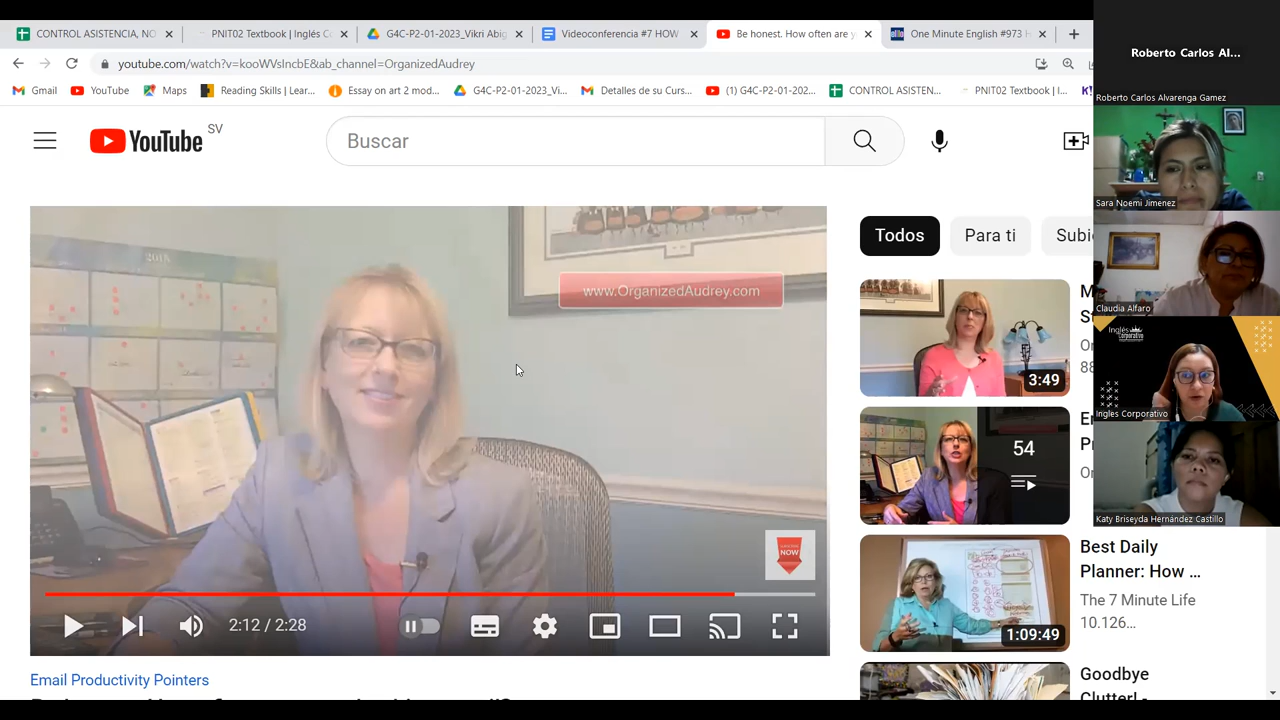 CONTROL ASISTENCIA, NO
PNIT02 Textbook | Inglés C
G4C-P2-01-2023_Vikri Abig
Videoconferencia #7 HOW
Be honest. How often are y
One Minute English #973 H
youtube.com/watch?v=kooWVsIncbE&ab_channel=OrganizedAudrey
Gmail
YouTube
Maps
Reading Skills | Lear...
Essay on art 2 mod...
G4C-P2-01-2023_Vi...
Detalles de su Curs...
(1) G4C-P2-01-202...
CONTROL ASISTEN...
PNIT02 Textbook | I...
YouTube
SV
Buscar
www.OrganizedAudrey.com
NOW
2:12 / 2:28
Email Productivity Pointers
Todos
Para ti
Subi
3:49
54
Best Daily
Planner: How ...
The 7 Minute Life
10.126...
1:09:49
Goodbye
Roberto Carlos Al...
Roberto Carlos Alvarenga Gamez
Sara Noemi Jimenez
Claudia Alfaro
Inglés
Corporativo
Ingles Corporativo
Katy Briseyda Hernández Castillo